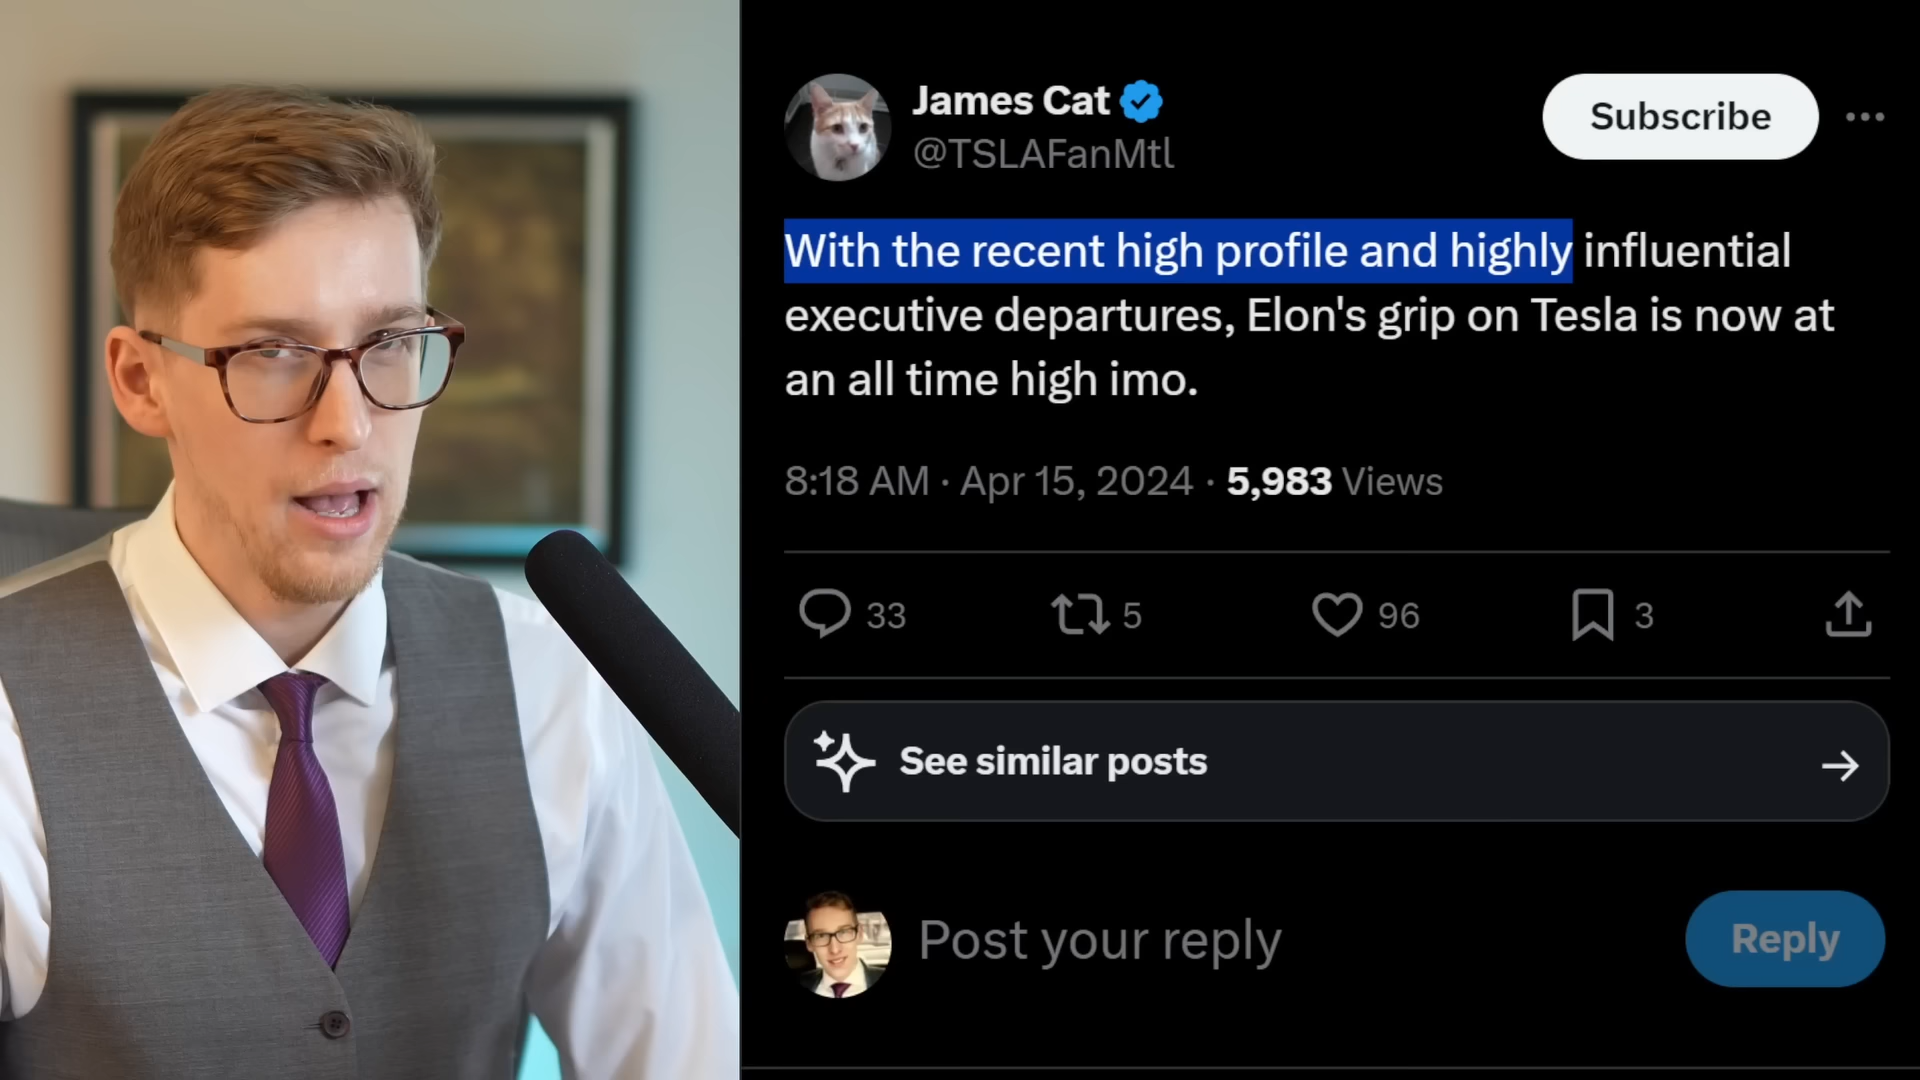 James Cat
@TSLAFanMtl
Subscribe
With the recent high profile and highly influential
executive departures, Elon's grip on Tesla is now at
an all time high imo.
8:18 AM · Apr 15, 2024 · 5,983 Views
33 5 96 3
See similar posts
Post your reply
Reply